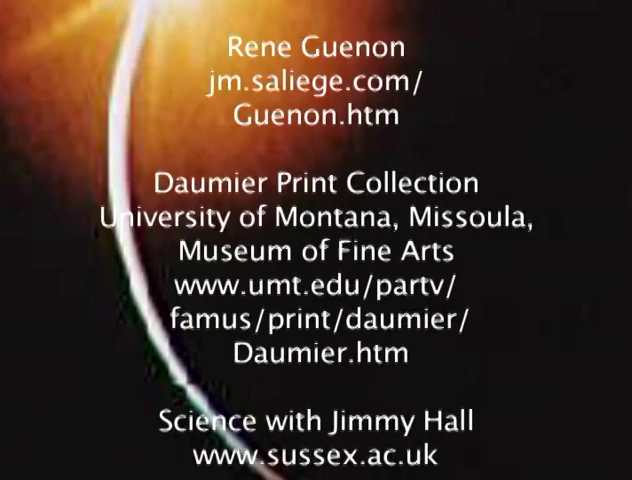 Rene Guenon
jm.saliege.com/
Guenon.htm
Daumier Print Collection
University of Montana, Missoula,
Museum of Fine Arts
www.umt.edu/partv/
famus/print/daumier/
Daumier.htm
Science with Jimmy Hall
www.sussex.ac.uk